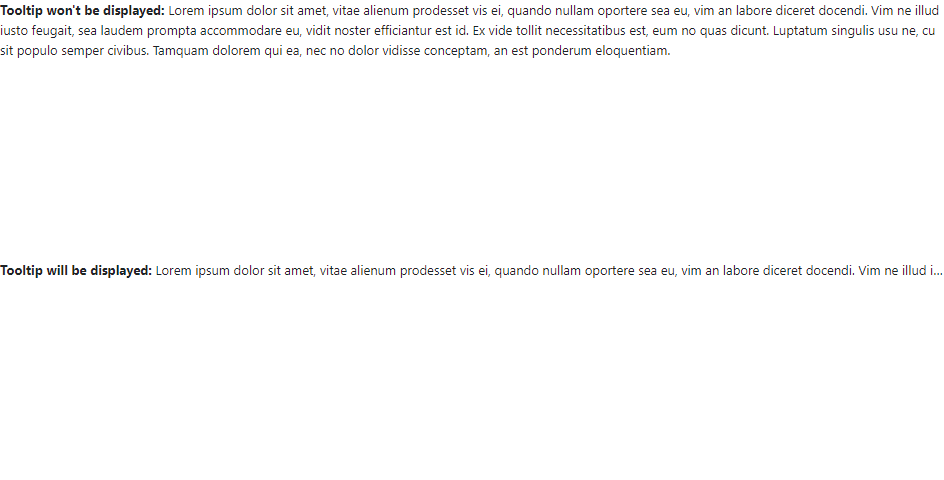 Tooltip won't be displayed: Lorem ipsum dolor sit amet, vitae alienum prodesset vis ei, quando nullam oportere sea eu, vim an labore diceret docendi. Vim ne illud
iusto feugait, sea laudem prompta accommodare eu, vidit noster efficiantur est id. Ex vide tollit necessitatibus est, eum no quas dicunt. Luptatum singulis usu ne, cu
sit populo semper civibus. Tamquam dolorem qui ea, nec no dolor vidisse conceptam, an est ponderum eloquentiam.
Tooltip will be displayed: Lorem ipsum dolor sit amet, vitae alienum prodesset vis ei, quando nullam oportere sea eu, vim an labore diceret docendi. Vim ne illud i...